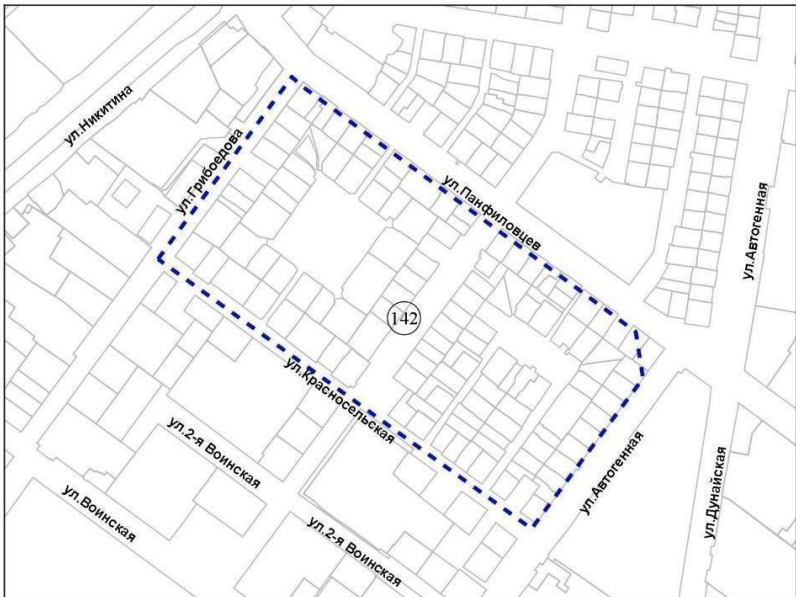 ул.Никитина
ул.Грибоедова
ул.Панфиловцев
ул.Автогенная
142
ул.Красносельская
ул.2-я Воинская
ул.Автогенная
ул.Дунайская
ул.Воинская
ул.2-я Воинская